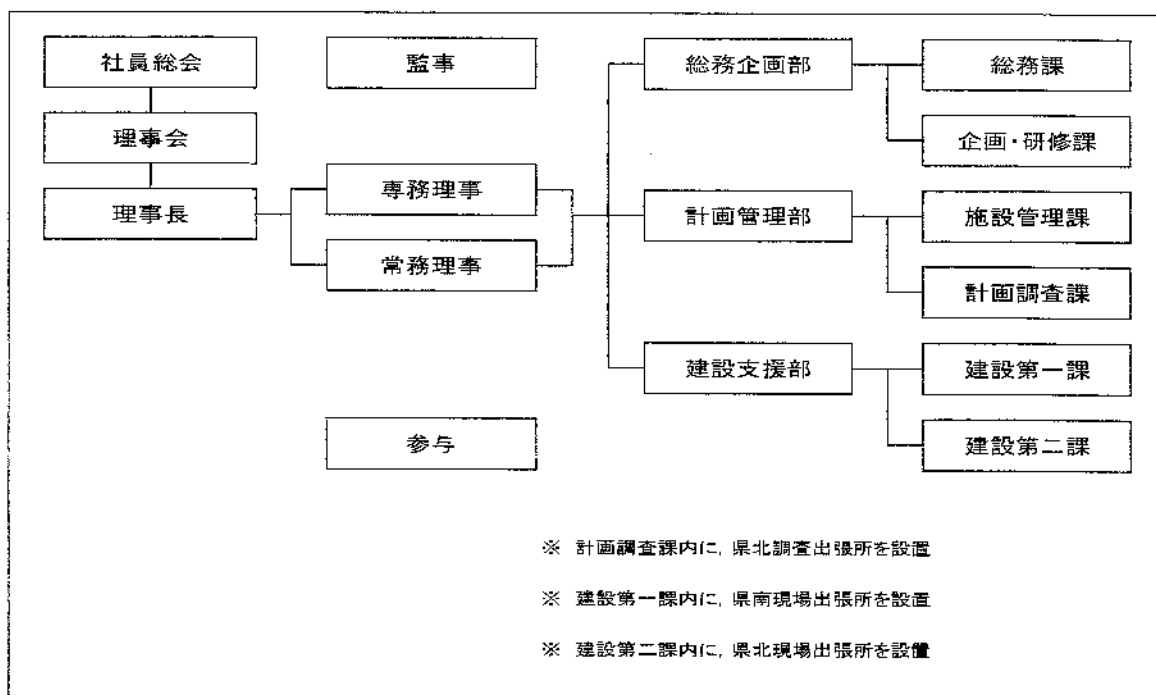 社員総会
監事
総務企画部
総務課
理事会
企画・研修課
専務理事
理事長
計画管理部
施設管理課
常務理事
計画調査課
建設支援部
建設第一課
参与
建設第二課
※ 計画調査課内に, 県北調査出張所を設置
※ 建設第一課内に, 県南現場出張所を設置
※ 建設第二課内に, 県北現場出張所を設置